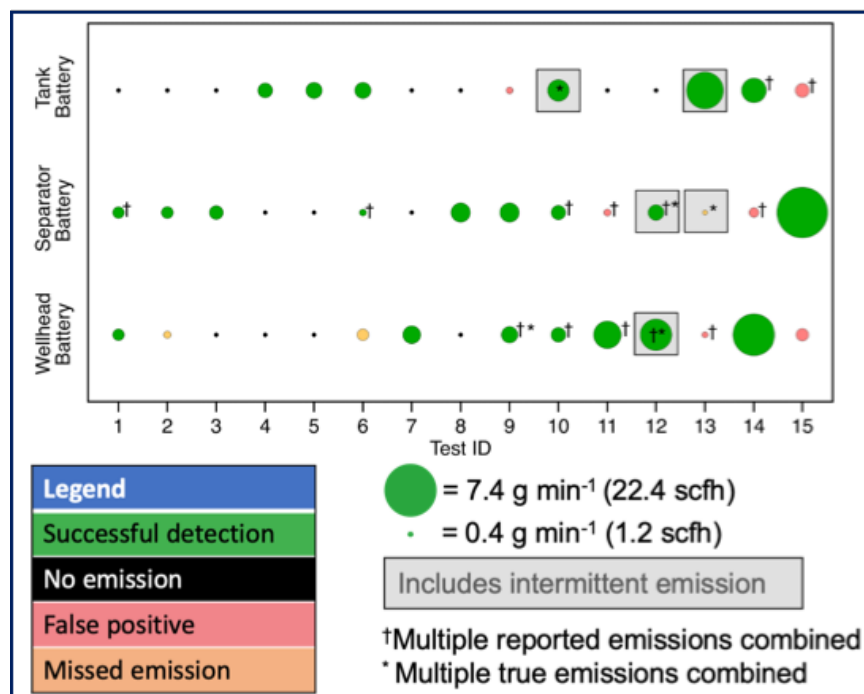 Tank
Battery
*
†
†
Separator
Battery
†
†
†
†
†*
*
†
Wellhead
Battery
†*
†
†
†*
†
1 2 3 4 5 6 7 8 9 10 11 12 13 14 15
Test ID
Legend
Successful detection
No emission
False positive
Missed emission
= 7.4 g min⁻¹ (22.4 scfh)
= 0.4 g min⁻¹ (1.2 scfh)
Includes intermittent emission
†Multiple reported emissions combined
* Multiple true emissions combined